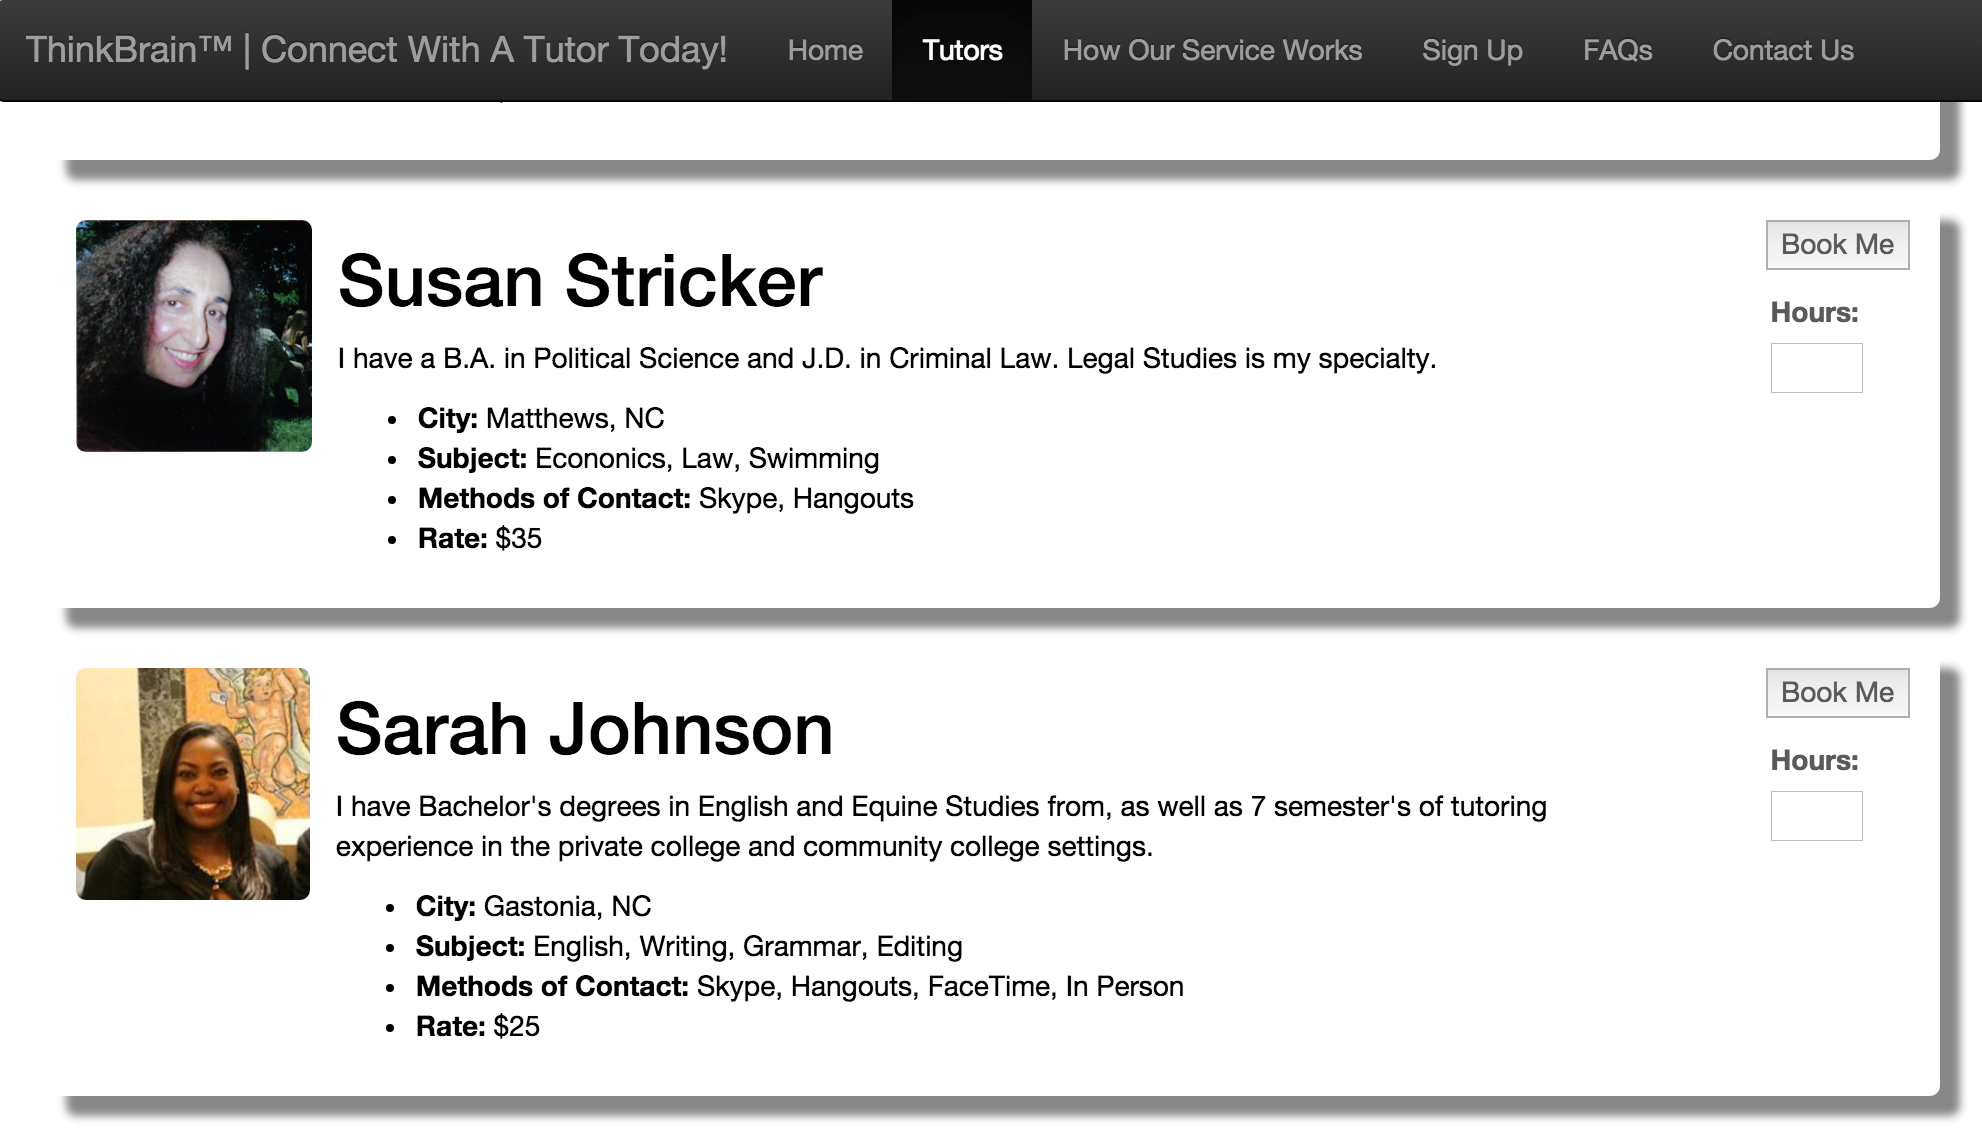 ThinkBrain™ | Connect With A Tutor Today! Home Tutors How Our Service Works Sign Up FAQs Contact Us
Book Me
Susan Stricker
Hours:
I have a B.A. in Political Science and J.D. in Criminal Law. Legal Studies is my specialty.
• City: Matthews, NC
• Subject: Econonics, Law, Swimming
• Methods of Contact: Skype, Hangouts
• Rate: $35
Book Me
Sarah Johnson
Hours:
I have Bachelor's degrees in English and Equine Studies from, as well as 7 semester's of tutoring
experience in the private college and community college settings.
• City: Gastonia, NC
• Subject: English, Writing, Grammar, Editing
• Methods of Contact: Skype, Hangouts, FaceTime, In Person
• Rate: $25